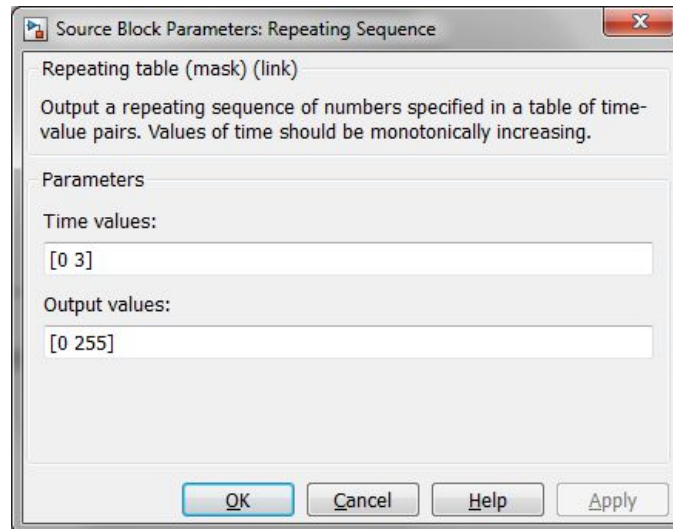 Source Block Parameters: Repeating Sequence
Repeating table (mask) (link)
Output a repeating sequence of numbers specified in a table of time-
value pairs. Values of time should be monotonically increasing.
Parameters
Time values:
[0 3]
Output values:
[0 255]
OK Cancel Help Apply